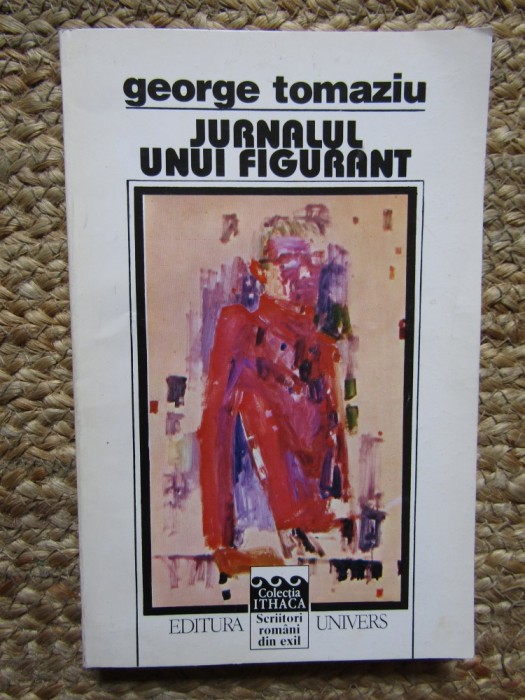 george tomaziu
JURNALUL
UNUI FIGURANT
Colecția
ITHACA
Scriitori
români
din exil
EDITURA UNIVERS